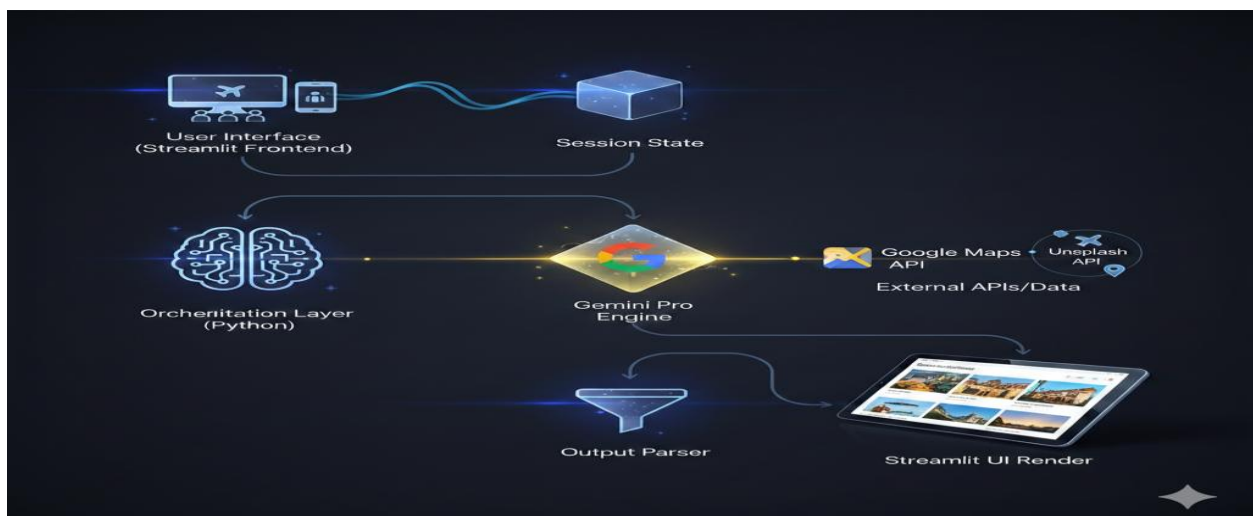 User Interface
(Streamlit Frontend)
Session State
Orchemitation Layer
(Python)
Gemini Pro
Engine
Google Maps
API
Unsplash
API
External APIs/Data
Output Parser
Streamlit UI Render